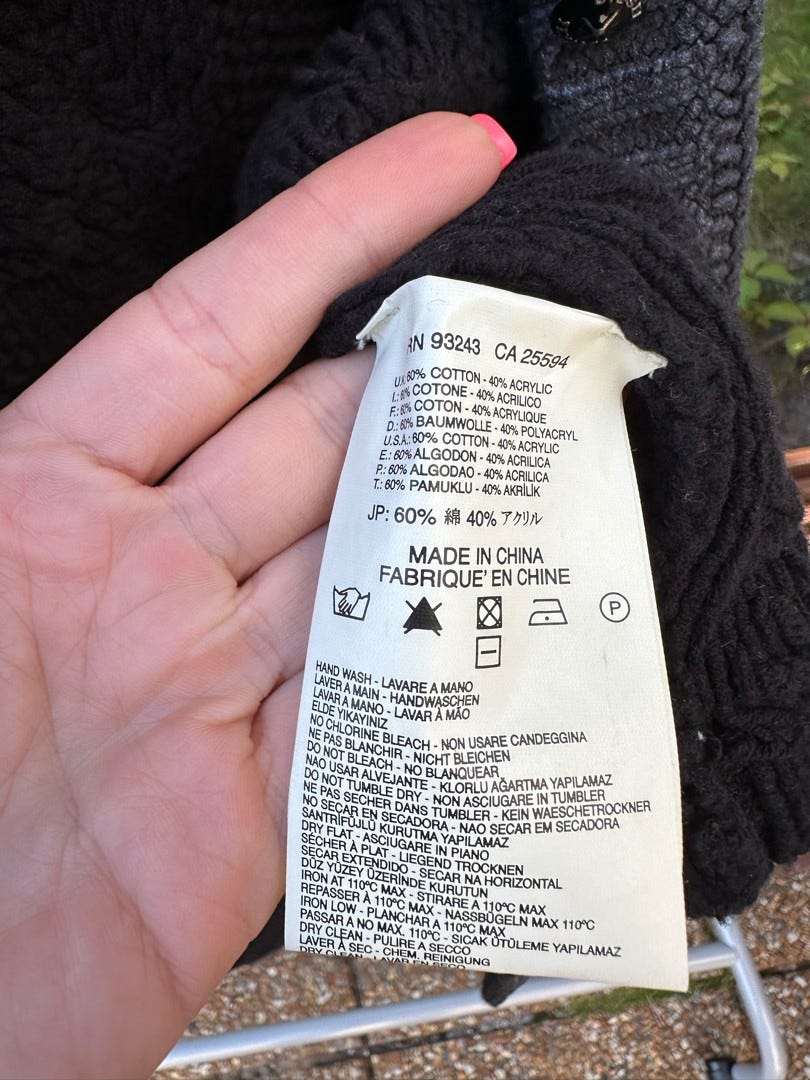 RN 93243 CA 25594
U.K: 60% COTTON - 40% ACRYLIC
I.: 60% COTONE - 40% ACRILICO
F.: 60% COTON - 40% ACRYLIQUE
D.: 60% BAUMWOLLE - 40% POLYACRYL
U.S.A.: 60% COTTON - 40% ACRYLIC
E.: 60% ALGODON - 40% ACRILICA
P.: 60% ALGODAO - 40% ACRILICA
T.: 60% PAMUKLU - 40% AKRİLİK
JP: 60% 綿 40% アクリル
MADE IN CHINA
FABRIQUE' EN CHINE
P
HAND WASH - LAVARE A MANO
LAVER A MAIN - HANDWASCHEN
LAVAR A MANO - LAVAR Â MÃO
ELDE YIKAYINIZ
NO CHLORINE BLEACH - NON USARE CANDEGGINA
NE PAS BLANCHIR - NICHT BLEICHEN
DO NOT BLEACH - NO BLANQUEAR
NAO USAR ALVEJANTE - KLORLU AĞARTMA YAPILAMAZ
DO NOT TUMBLE DRY - NON ASCIUGARE IN TUMBLER
NE PAS SECHER DANS TUMBLER - KEIN WAESCHETROCKNER
NO SECAR EN SECADORA - NAO SECAR EM SECADORA
SANTRİFÜJLÜ KURUTMA YAPILAMAZ
DRY FLAT - ASCIUGARE IN PIANO
SÉCHER À PLAT - LIEGEND TROCKNEN
SECAR EXTENDIDO - SECAR NA HORIZONTAL
DÜZ YÜZEY ÜZERİNDE KURUTUN
IRON AT 110°C MAX - STIRARE A 110°C MAX
REPASSER À 110°C MAX - NASSBÜGELN MAX 110°C
IRON LOW - PLANCHAR A 110°C MAX
PASSAR A NO MAX. 110°C - SICAK ÜTÜLEME YAPILAMAZ
DRY CLEAN - PULIRE A SECCO
LAVER À SEC - CHEM. REINIGUNG
DRY CLEAN - LAVAR EN SECO